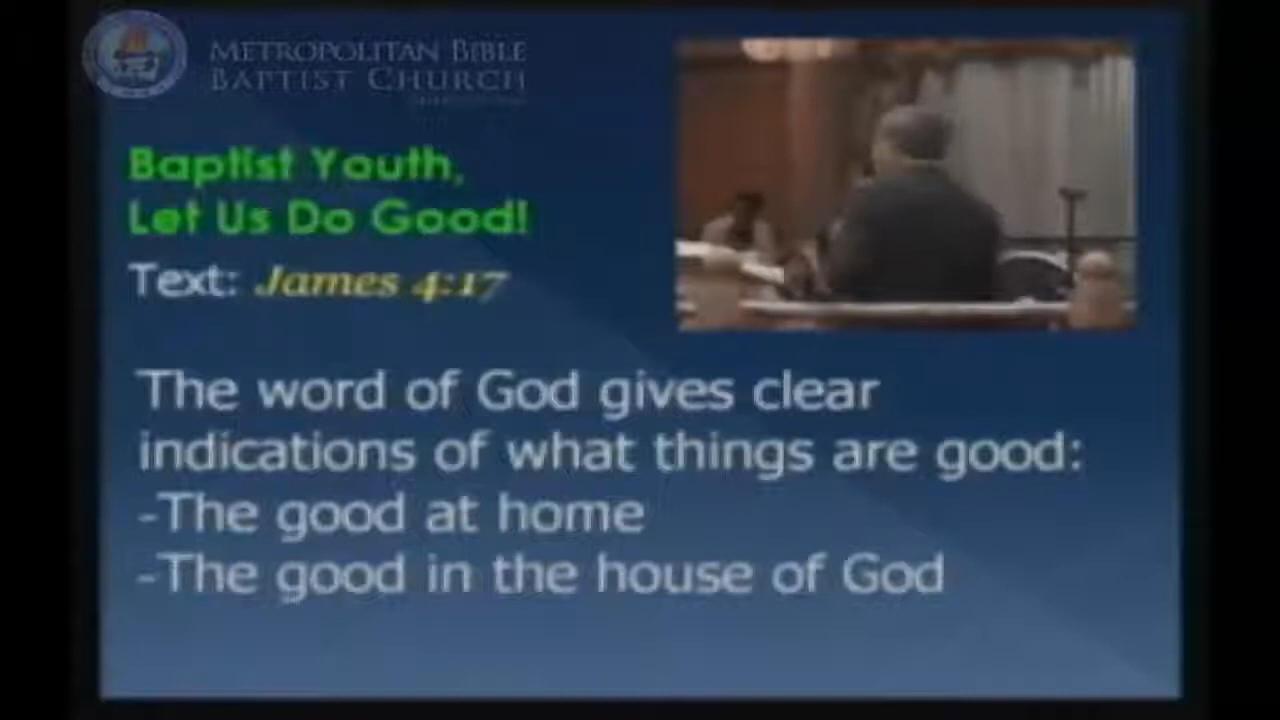 METROPOLITAN BIBLE
BAPTIST CHURCH
Baptist Youth,
Let Us Do Good!
Text: James 4:17
The word of God gives clear
indications of what things are good:
-The good at home
-The good in the house of God